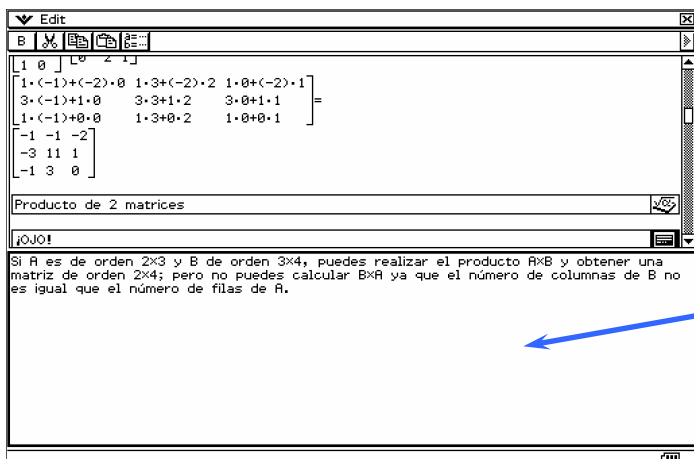 Edit
B
[1 0 ] [0 2 1]
[1·(-1)+(-2)·0 1·3+(-2)·2 1·0+(-2)·1]
3·(-1)+1·0 3·3+1·2 3·0+1·1 =
[1·(-1)+0·0 1·3+0·2 1·0+0·1 ]
[-1 -1 -2]
-3 11 1
[-1 3 0 ]
Producto de 2 matrices
¡OJO!
Si A es de orden 2×3 y B de orden 3×4, puedes realizar el producto A×B y obtener una
matriz de orden 2×4; pero no puedes calcular B×A ya que el número de columnas de B no
es igual que el número de filas de A.